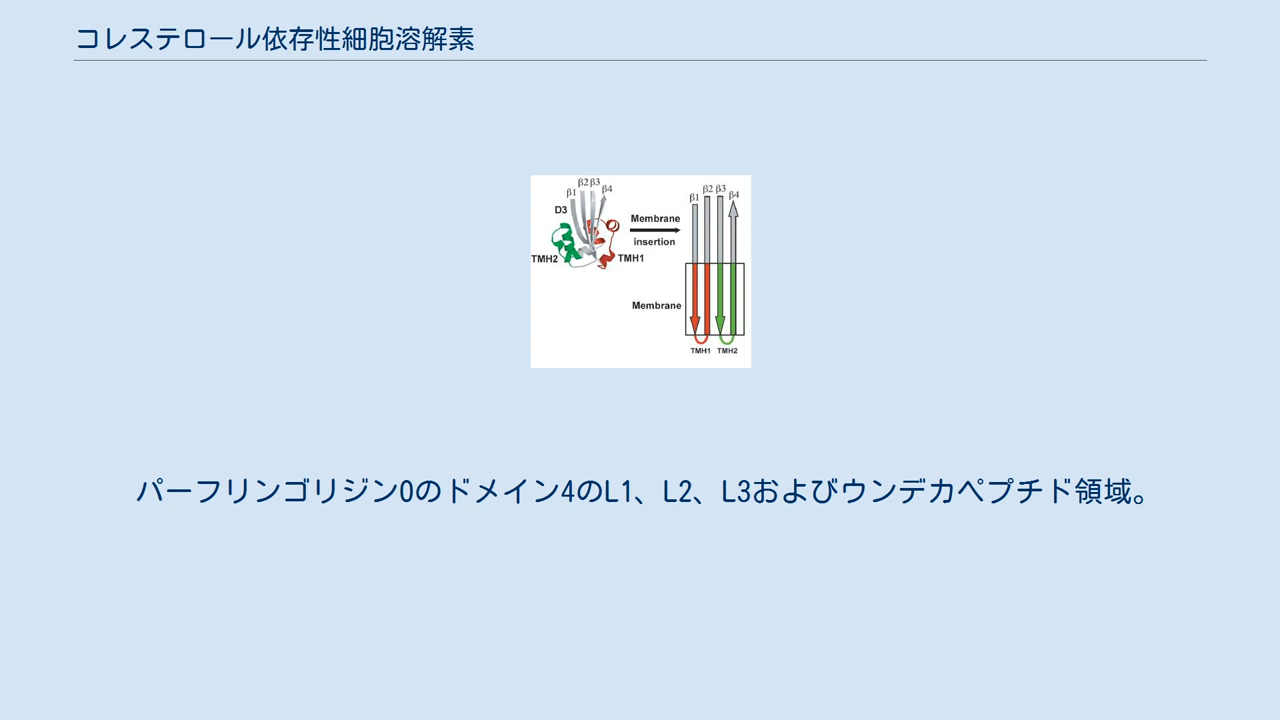 コレステロール依存性細胞溶解素
β1 β2 β3 β4
D3
TMH2
TMH1
Membrane
insertion
β1 β2 β3 β4
Membrane
TMH1 TMH2
パーフリンゴリジンOのドメイン4のL1、L2、L3およびウンデカペプチド領域。